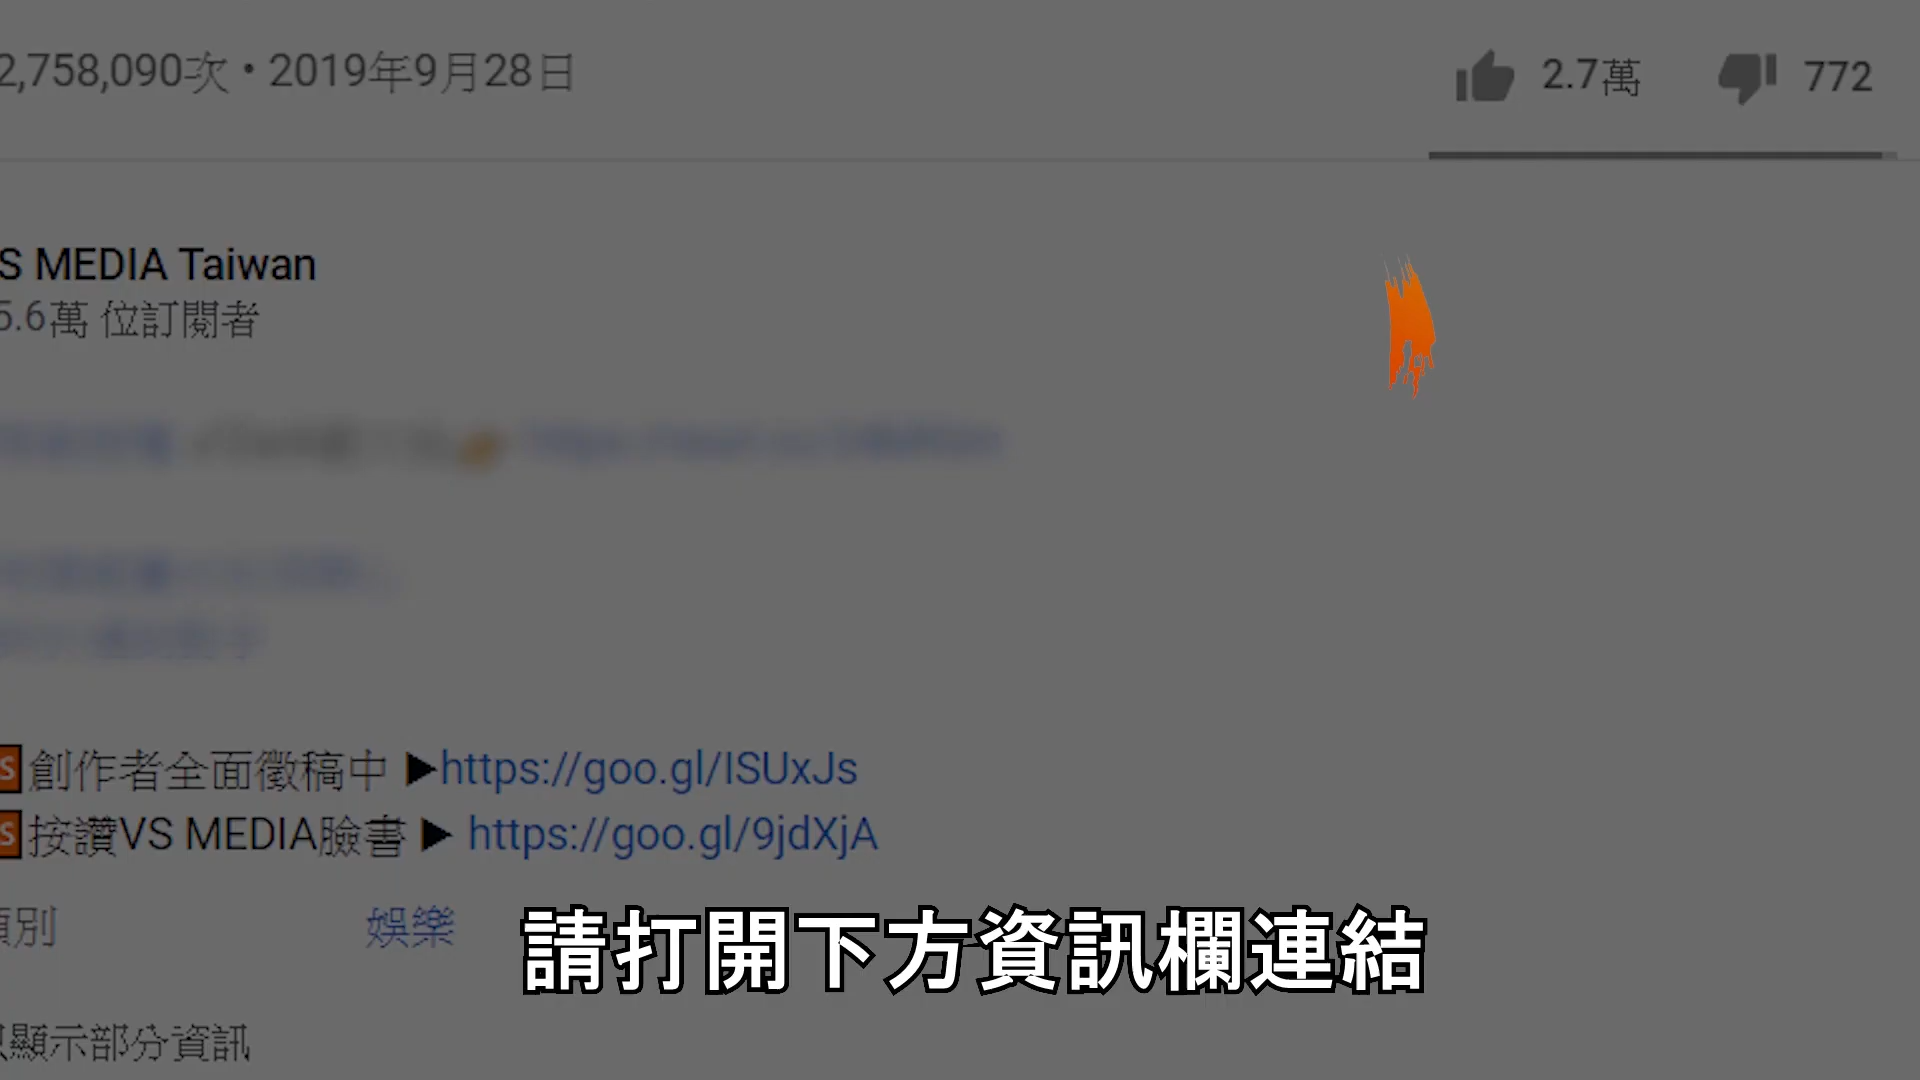 2,758,090次 • 2019年9月28日
2.7萬
772
S MEDIA Taiwan
5.6萬 位訂閱者
S 創作者全面徵稿中 ▶https://goo.gl/ISUxJs
S 按讚VS MEDIA臉書 ▶ https://goo.gl/9jdXjA
類別 娛樂
請打開下方資訊欄連結
只顯示部分資訊